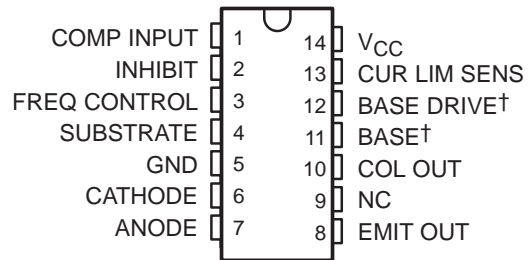 COMP INPUT 1 14 VCC
INHIBIT 2 13 CUR LIM SENS
FREQ CONTROL 3 12 BASE DRIVE†
SUBSTRATE 4 11 BASE†
GND 5 10 COL OUT
CATHODE 6 9 NC
ANODE 7 8 EMIT OUT